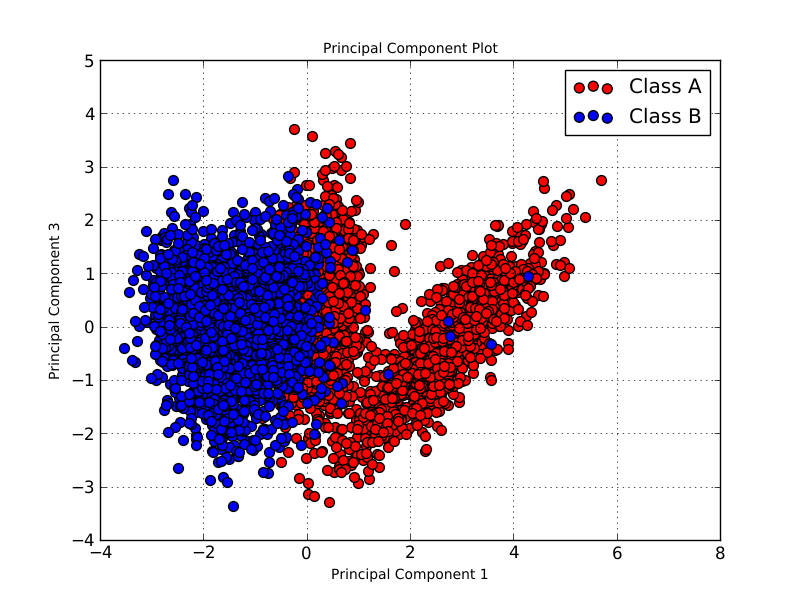 Principal Component Plot
Class A
Class B
Principal Component 3
5
4
3
2
1
0
−1
−2
−3
−4
−4 −2 0 2 4 6 8
Principal Component 1